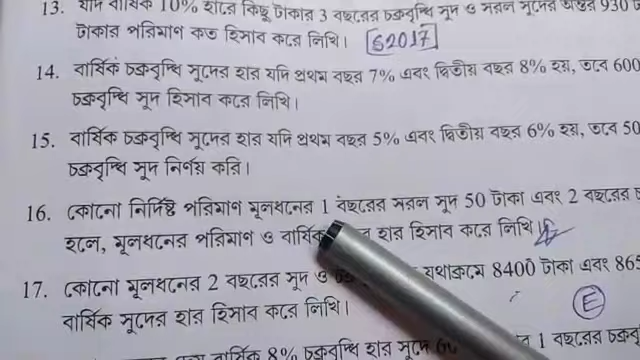 13. যদি বার্ষিক 10% হারে কিছু টাকার 3 বছরের চক্রবৃদ্ধি সুদ ও সরল সুদের অন্তর 930
টাকার পরিমাণ কত হিসাব করে লিখি।
14. বার্ষিক চক্রবৃদ্ধি সুদের হার যদি প্রথম বছর 7% এবং দ্বিতীয় বছর 8% হয়, তবে 600
চক্রবৃদ্ধি সুদ হিসাব করে লিখি।
15. বার্ষিক চক্রবৃদ্ধি সুদের হার যদি প্রথম বছর 5% এবং দ্বিতীয় বছর 6% হয়, তবে 50
চক্রবৃদ্ধি সুদ নির্ণয় করি।
16. কোনো নির্দিষ্ট পরিমাণ মূলধনের 1 বছরের সরল সুদ 50 টাকা এবং 2 বছরের
হলে, মূলধনের পরিমাণ ও বার্ষিক হার হিসাব করে লিখি।
17. কোনো মূলধনের 2 বছরের সুদ ও যথাক্রমে 8400 টাকা এবং 865
বার্ষিক সুদের হার হিসাব করে লিখি।
E
বার্ষিক 8% চক্রবৃদ্ধি হার সুদে 1 বছরের